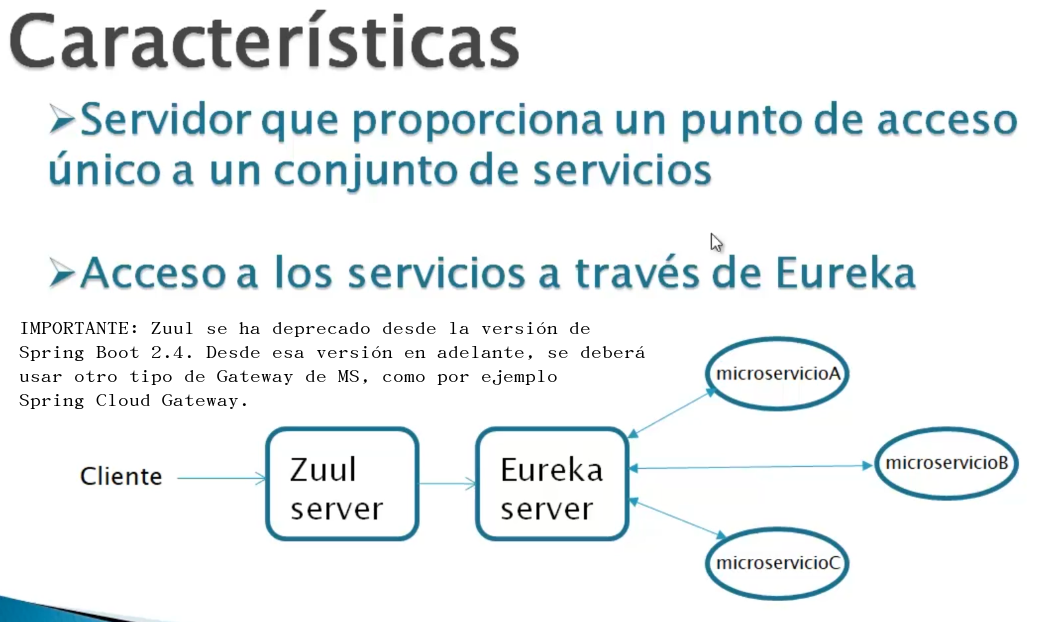 Características
➢Servidor que proporciona un punto de acceso
único a un conjunto de servicios
➢Acceso a los servicios a través de Eureka
IMPORTANTE: Zuul se ha deprecado desde la versión de
Spring Boot 2.4. Desde esa versión en adelante, se deberá
usar otro tipo de Gateway de MS, como por ejemplo
Spring Cloud Gateway.
Cliente
Zuul
server
Eureka
server
microservicioA
microservicioB
microservicioC